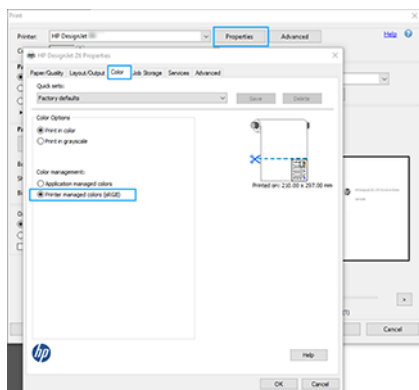 Print
Printer: HP DesignJet Properties Advanced Help
HP DesignJet Z6 Properties
Paper/Quality Layout/Output Color Job Storage Services Advanced
Quick sets:
Factory defaults Save Delete
Color Options
Print in color
Print in grayscale
Color management:
Application managed colors
Printer managed colors (sRGB)
Printed on: 210.00 x 297.00 mm
hp
Help
Cancel
OK Cancel